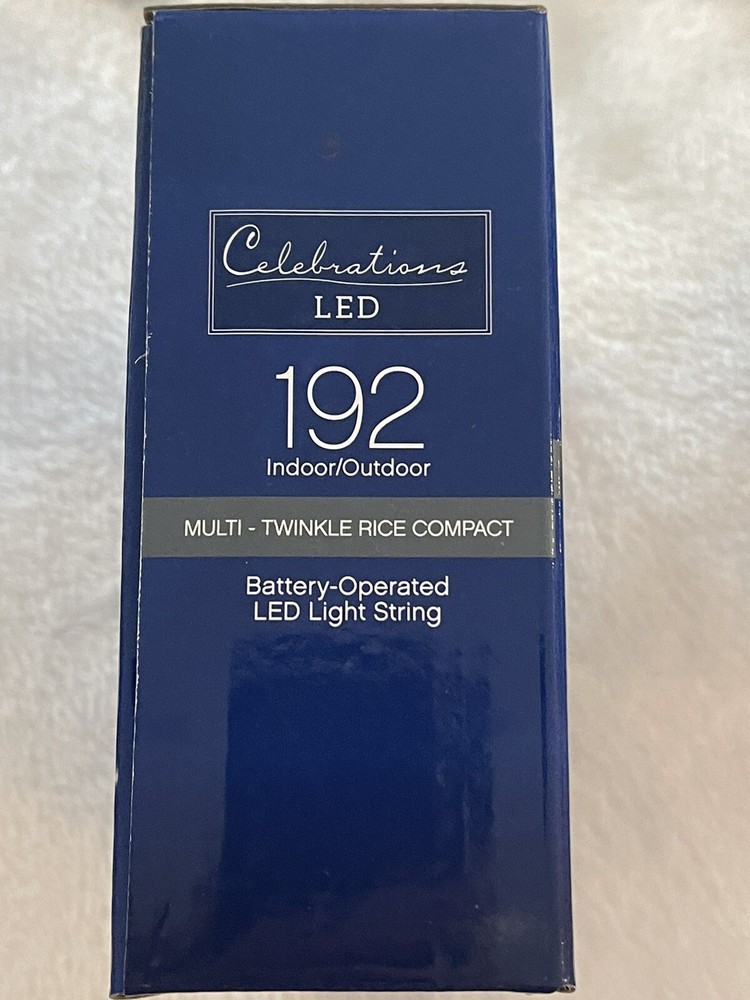 Celebrations
LED
192
Indoor/Outdoor
MULTI - TWINKLE RICE COMPACT
Battery-Operated
LED Light String